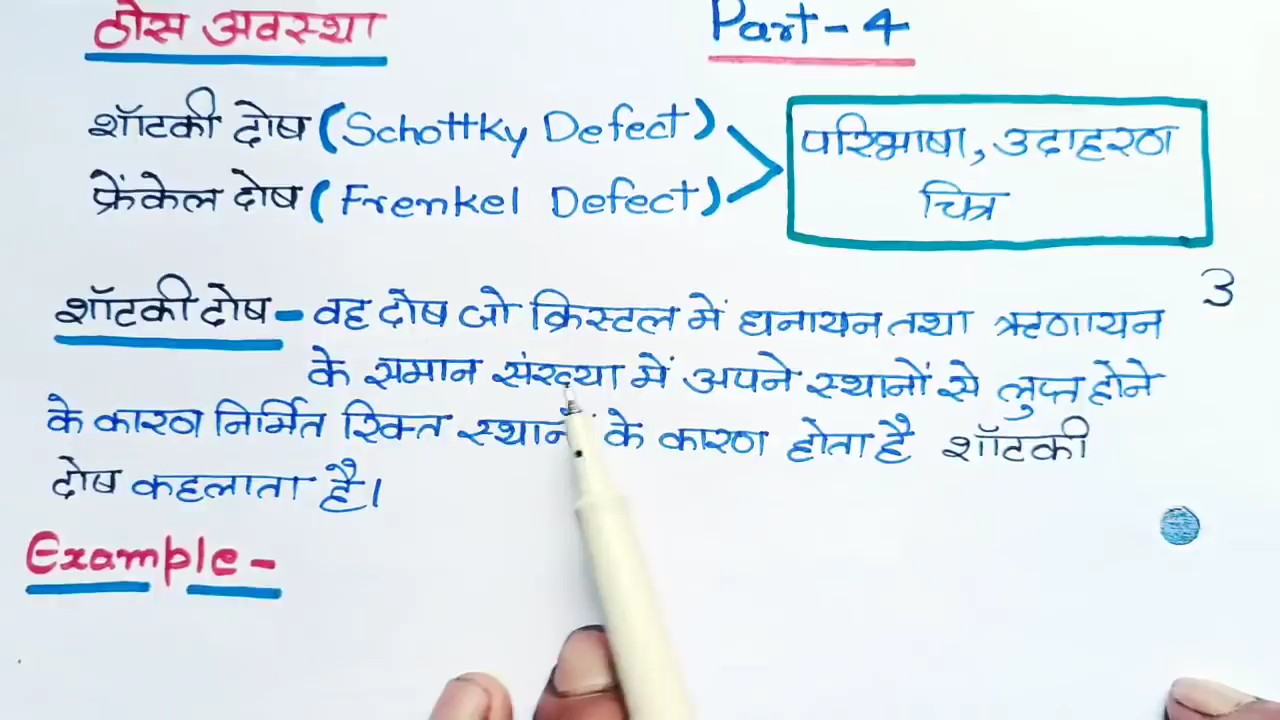 ठोस अवस्था
Part-4
शॉटकी दोष (Schottky Defect)
फ्रेंकेल दोष (Frenkel Defect)
परिभाषा, उदाहरण
चित्र
3
शॉटकी दोष - वह दोष जो क्रिस्टल में धनायन तथा ऋणायन
के समान संख्या में अपने स्थानों से लुप्त होने
के कारण निर्मित रिक्त स्थानों के कारण होता है शॉटकी
दोष कहलाता है।
Example-